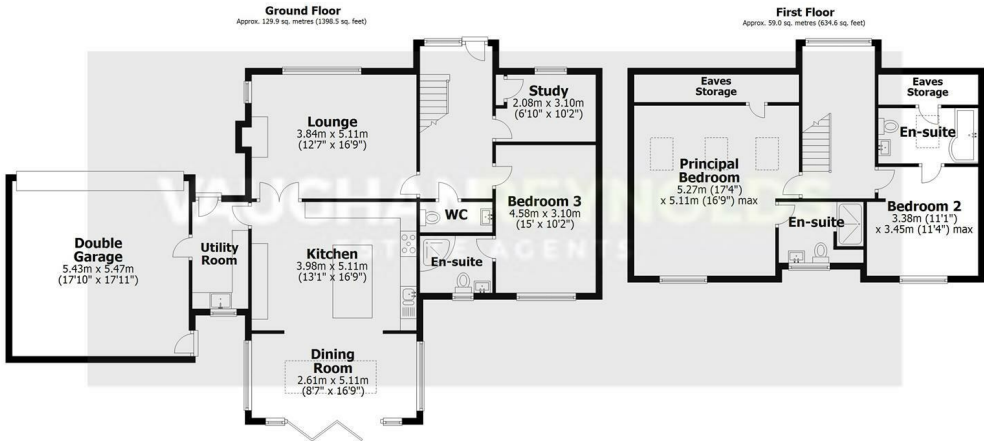 Ground Floor
Approx. 129.9 sq. metres (1398.5 sq. feet)
First Floor
Approx. 59.0 sq. metres (634.6 sq. feet)
Lounge
3.84m x 5.11m
(12'7" x 16'9")
Study
2.08m x 3.10m
(6'10" x 10'2")
Bedroom 3
4.58m x 3.10m
(15' x 10'2")
WC
En-suite
Double
Garage
5.43m x 5.47m
(17'10" x 17'11")
Utility
Room
Kitchen
3.98m x 5.11m
(13'1" x 16'9")
Dining
Room
2.61m x 5.11m
(8'7" x 16'9")
Eaves
Storage
Eaves
Storage
En-suite
Principal
Bedroom
5.27m (17'4")
x 5.11m (16'9") max
En-suite
Bedroom 2
3.38m (11'1")
x 3.45m (11'4") max
VAUGHAN REYNOLDS
ESTATE AGENTS